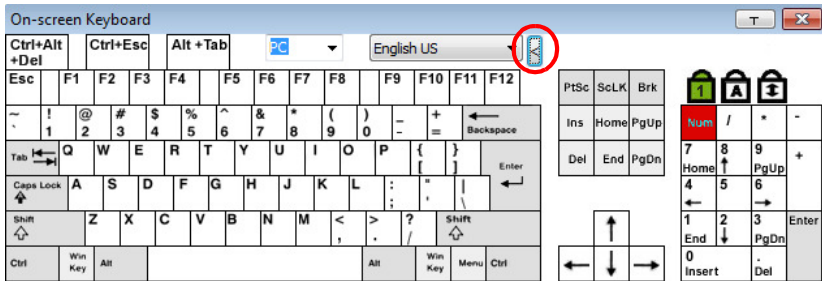 On-screen Keyboard
Ctrl+Alt +Del Ctrl+Esc Alt +Tab PC English US <
Esc F1 F2 F3 F4 F5 F6 F7 F8 F9 F10 F11 F12 PtSc ScLK Brk 1 A
~ ` ! 1 @ 2 # 3 $ 4 % 5 ^ 6 & 7 * 8 ( 9 ) 0 _ - + = Backspace Ins Home PgUp Num / * -
Tab Q W E R T Y U I O P { [ } ] Enter Del End PgDn 7 Home 8 9 PgUp +
Caps Lock A S D F G H J K L : ; " ' | \ 4 5 6
Shift Z X C V B N M < , > . ? / Shift 1 End 2 3 PgDn Enter
Ctrl Win Key Alt Alt Win Key Menu Ctrl 0 Insert . Del